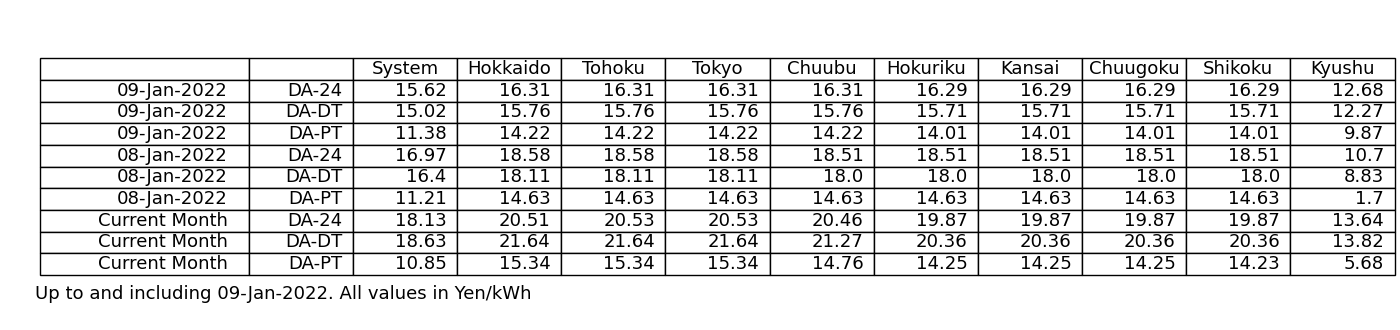 System Hokkaido Tohoku Tokyo Chuubu Hokuriku Kansai Chuugoku Shikoku Kyushu
09-Jan-2022 DA-24 15.62 16.31 16.31 16.31 16.31 16.29 16.29 16.29 16.29 12.68
09-Jan-2022 DA-DT 15.02 15.76 15.76 15.76 15.76 15.71 15.71 15.71 15.71 12.27
09-Jan-2022 DA-PT 11.38 14.22 14.22 14.22 14.22 14.01 14.01 14.01 14.01 9.87
08-Jan-2022 DA-24 16.97 18.58 18.58 18.58 18.51 18.51 18.51 18.51 18.51 10.7
08-Jan-2022 DA-DT 16.4 18.11 18.11 18.11 18.0 18.0 18.0 18.0 18.0 8.83
08-Jan-2022 DA-PT 11.21 14.63 14.63 14.63 14.63 14.63 14.63 14.63 14.63 1.7
Current Month DA-24 18.13 20.51 20.53 20.53 20.46 19.87 19.87 19.87 19.87 13.64
Current Month DA-DT 18.63 21.64 21.64 21.64 21.27 20.36 20.36 20.36 20.36 13.82
Current Month DA-PT 10.85 15.34 15.34 15.34 14.76 14.25 14.25 14.25 14.23 5.68
Up to and including 09-Jan-2022. All values in Yen/kWh